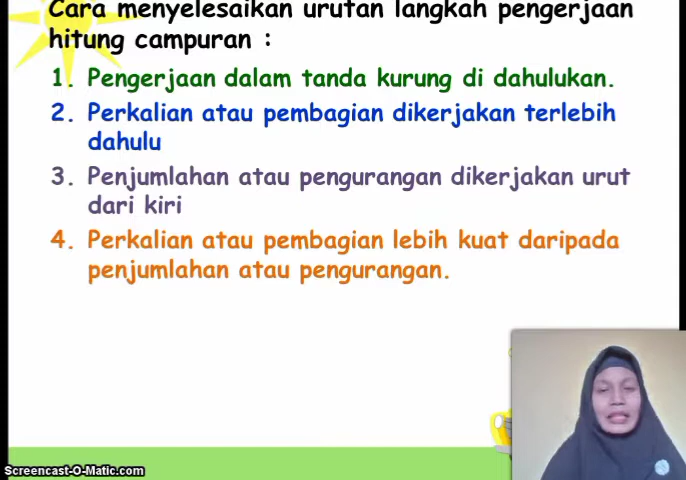 Cara menyelesaikan urutan langkah pengerjaan
hitung campuran :
1. Pengerjaan dalam tanda kurung di dahulukan.
2. Perkalian atau pembagian dikerjakan terlebih
dahulu
3. Penjumlahan atau pengurangan dikerjakan urut
dari kiri
4. Perkalian atau pembagian lebih kuat daripada
penjumlahan atau pengurangan.
Screencast-O-Matic.com